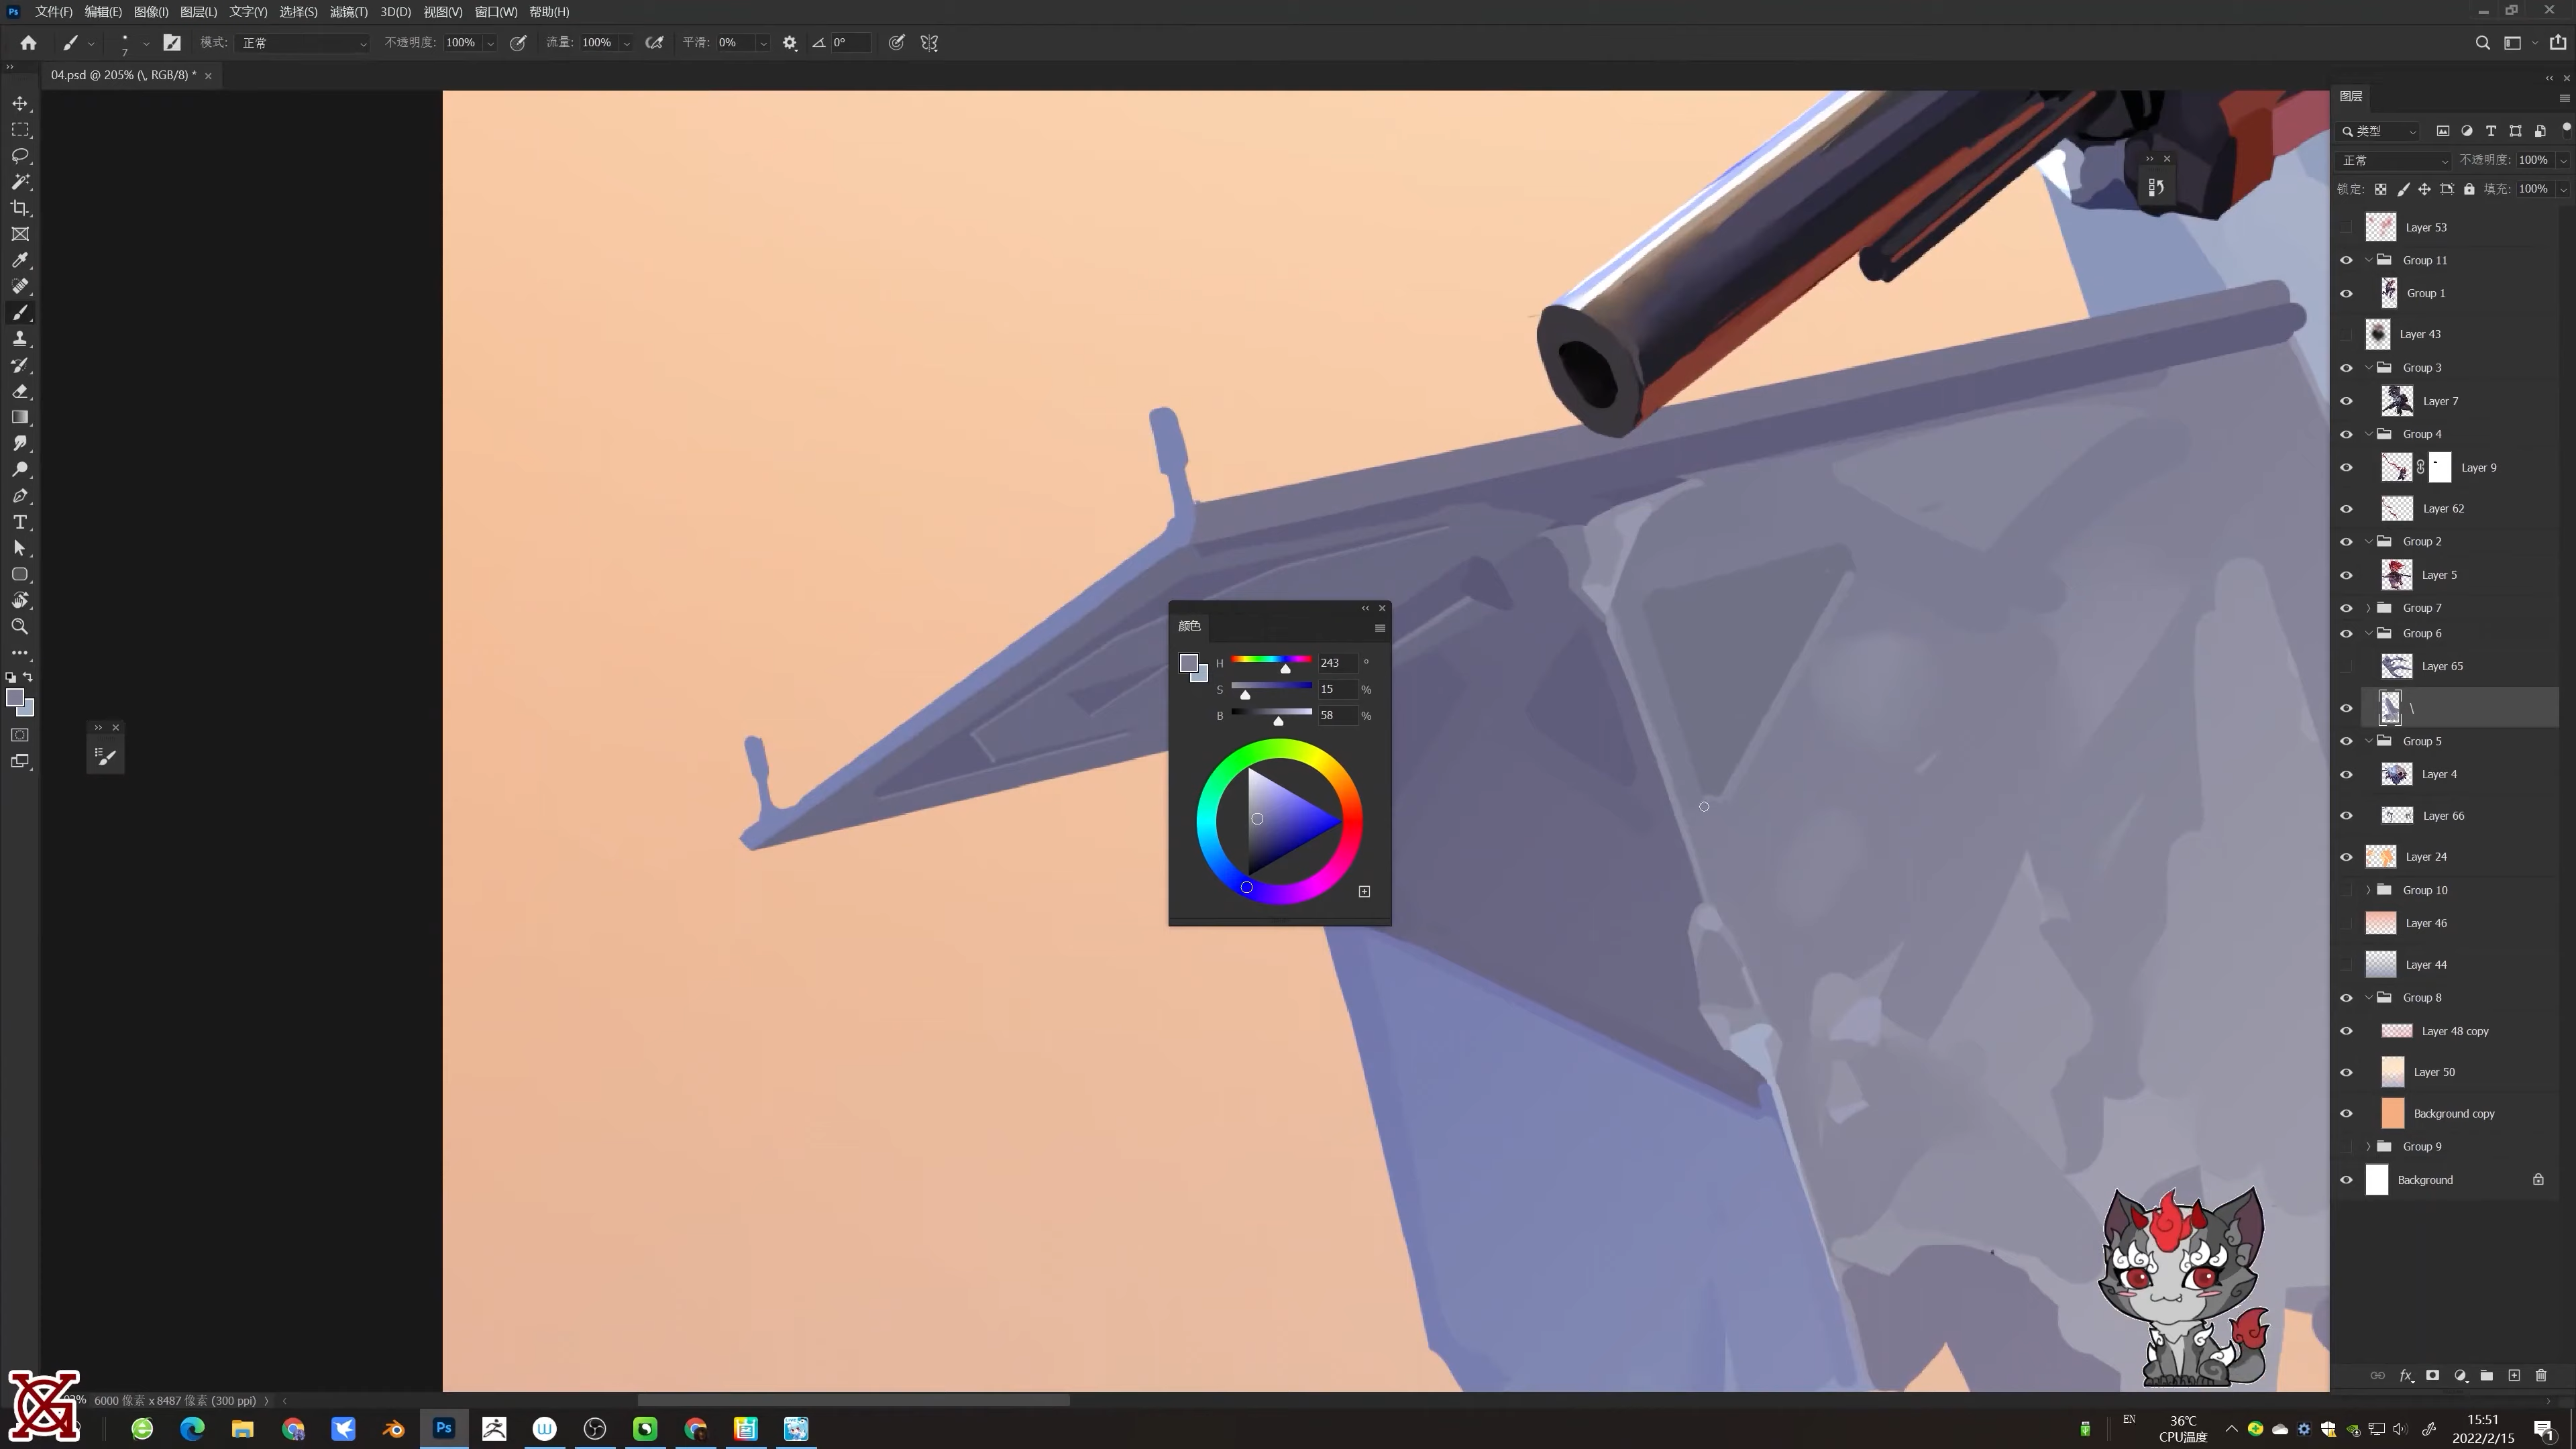 Ps 文件(F) 编辑(E) 图像(I) 图层(L) 文字(Y) 选择(S) 滤镜(T) 3D(D) 视图(V) 窗口(W) 帮助(H)
7 模式: 正常 不透明度: 100% 流量: 100% 平滑: 0% 0°
04.psd @ 205% (\, RGB/8) *
图层
类型
正常 不透明度: 100%
锁定: 填充: 100%
Layer 53
Group 11
Group 1
Layer 43
Group 3
Layer 7
Group 4
Layer 9
Layer 62
Group 2
Layer 5
Group 7
Group 6
Layer 65
\
Group 5
Layer 4
Layer 66
Layer 24
Group 10
Layer 46
Layer 44
Group 8
Layer 48 copy
Layer 50
Background copy
Group 9
Background
颜色
H 243 °
S 15 %
B 58 %
6000 像素 x 8487 像素 (300 ppi)
Ps
EN
36℃
CPU温度
15:51
2022/2/15
1